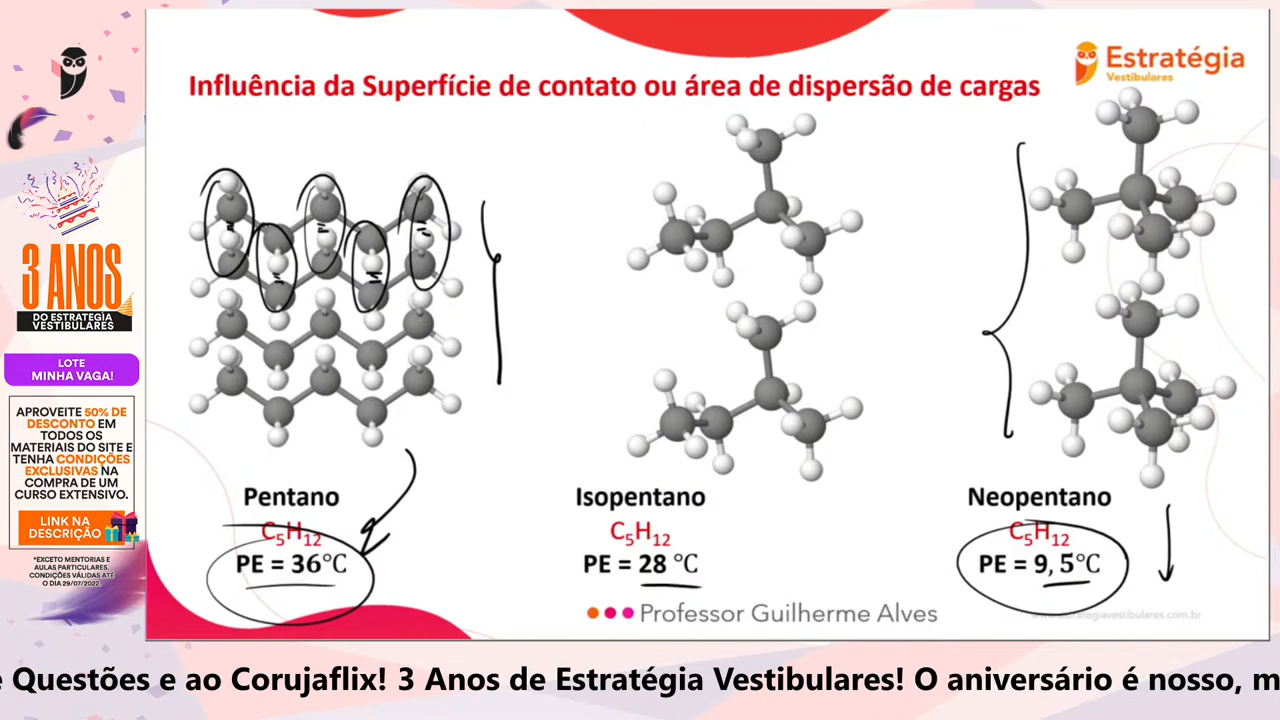 Influência da Superfície de contato ou área de dispersão de cargas
Estratégia
Vestibulares
3 ANOS
DO ESTRATÉGIA
VESTIBULARES
LOTE
MINHA VAGA!
APROVEITE 50% DE
DESCONTO EM
TODOS OS
MATERIAIS DO SITE E
TENHA CONDIÇÕES
EXCLUSIVAS NA
COMPRA DE UM
CURSO EXTENSIVO.
LINK NA
DESCRIÇÃO
*EXCETO MENTORIAS E
AULAS PARTICULARES.
CONDIÇÕES VÁLIDAS ATÉ
O DIA 29/07/2022.
Pentano
C₅H₁₂
PE = 36°C
Isopentano
C₅H₁₂
PE = 28 °C
Neopentano
C₅H₁₂
PE = 9, 5°C
Professor Guilherme Alves
www.estrategiavestibulares.com.br
e Questões e ao Corujaflix! 3 Anos de Estratégia Vestibulares! O aniversário é nosso, m